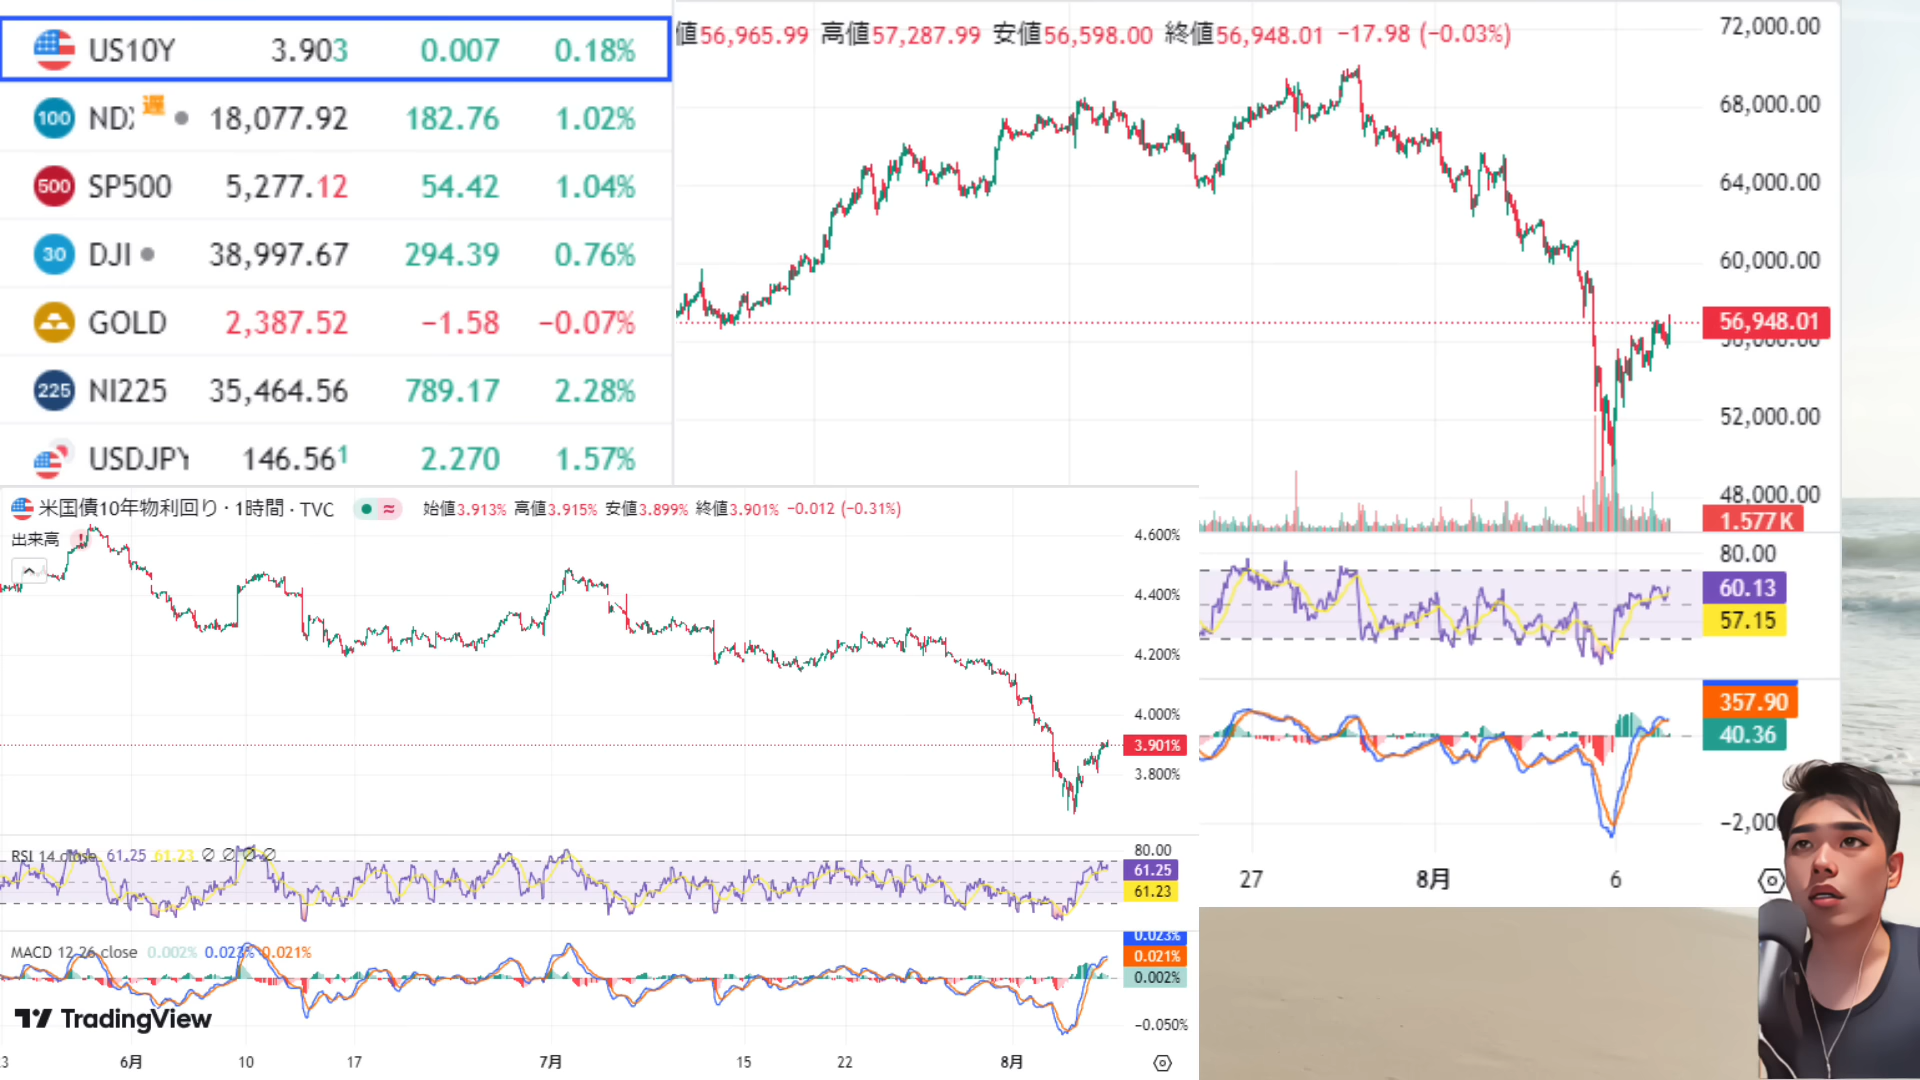 US10Y 3.903 0.007 0.18%
100 NDX 遅 18,077.92 182.76 1.02%
500 SP500 5,277.12 54.42 1.04%
30 DJI 38,997.67 294.39 0.76%
GOLD 2,387.52 −1.58 −0.07%
225 NI225 35,464.56 789.17 2.28%
USDJPY 146.561 2.270 1.57%
値56,965.99 高値57,287.99 安値56,598.00 終値56,948.01 −17.98 (−0.03%)
72,000.00
68,000.00
64,000.00
60,000.00
56,948.01
52,000.00
48,000.00
1.577K
80.00
60.13
57.15
357.90
40.36
27 8月 6
米国債10年物利回り · 1時間 · TVC 始値3.913% 高値3.915% 安値3.899% 終値3.901% −0.012 (−0.31%)
出来高
4.600%
4.400%
4.200%
4.000%
3.901%
3.800%
RSI 14 close 61.25 61.23 ∅ ∅ ∅ ∅
80.00
61.25
61.23
MACD 12 26 close 0.002% 0.023% 0.021%
0.023%
0.021%
0.002%
−0.050%
TradingView
6月 10 17 7月 15 22 8月